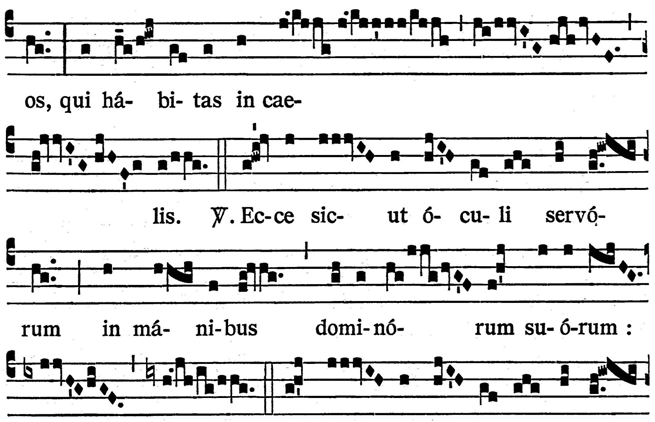 os, qui há- bi- tas in cae-
lis. ℣. Ec-ce sic- ut ó- cu- li servó-
rum in má- ni-bus domi-nó- rum su-ó-rum :